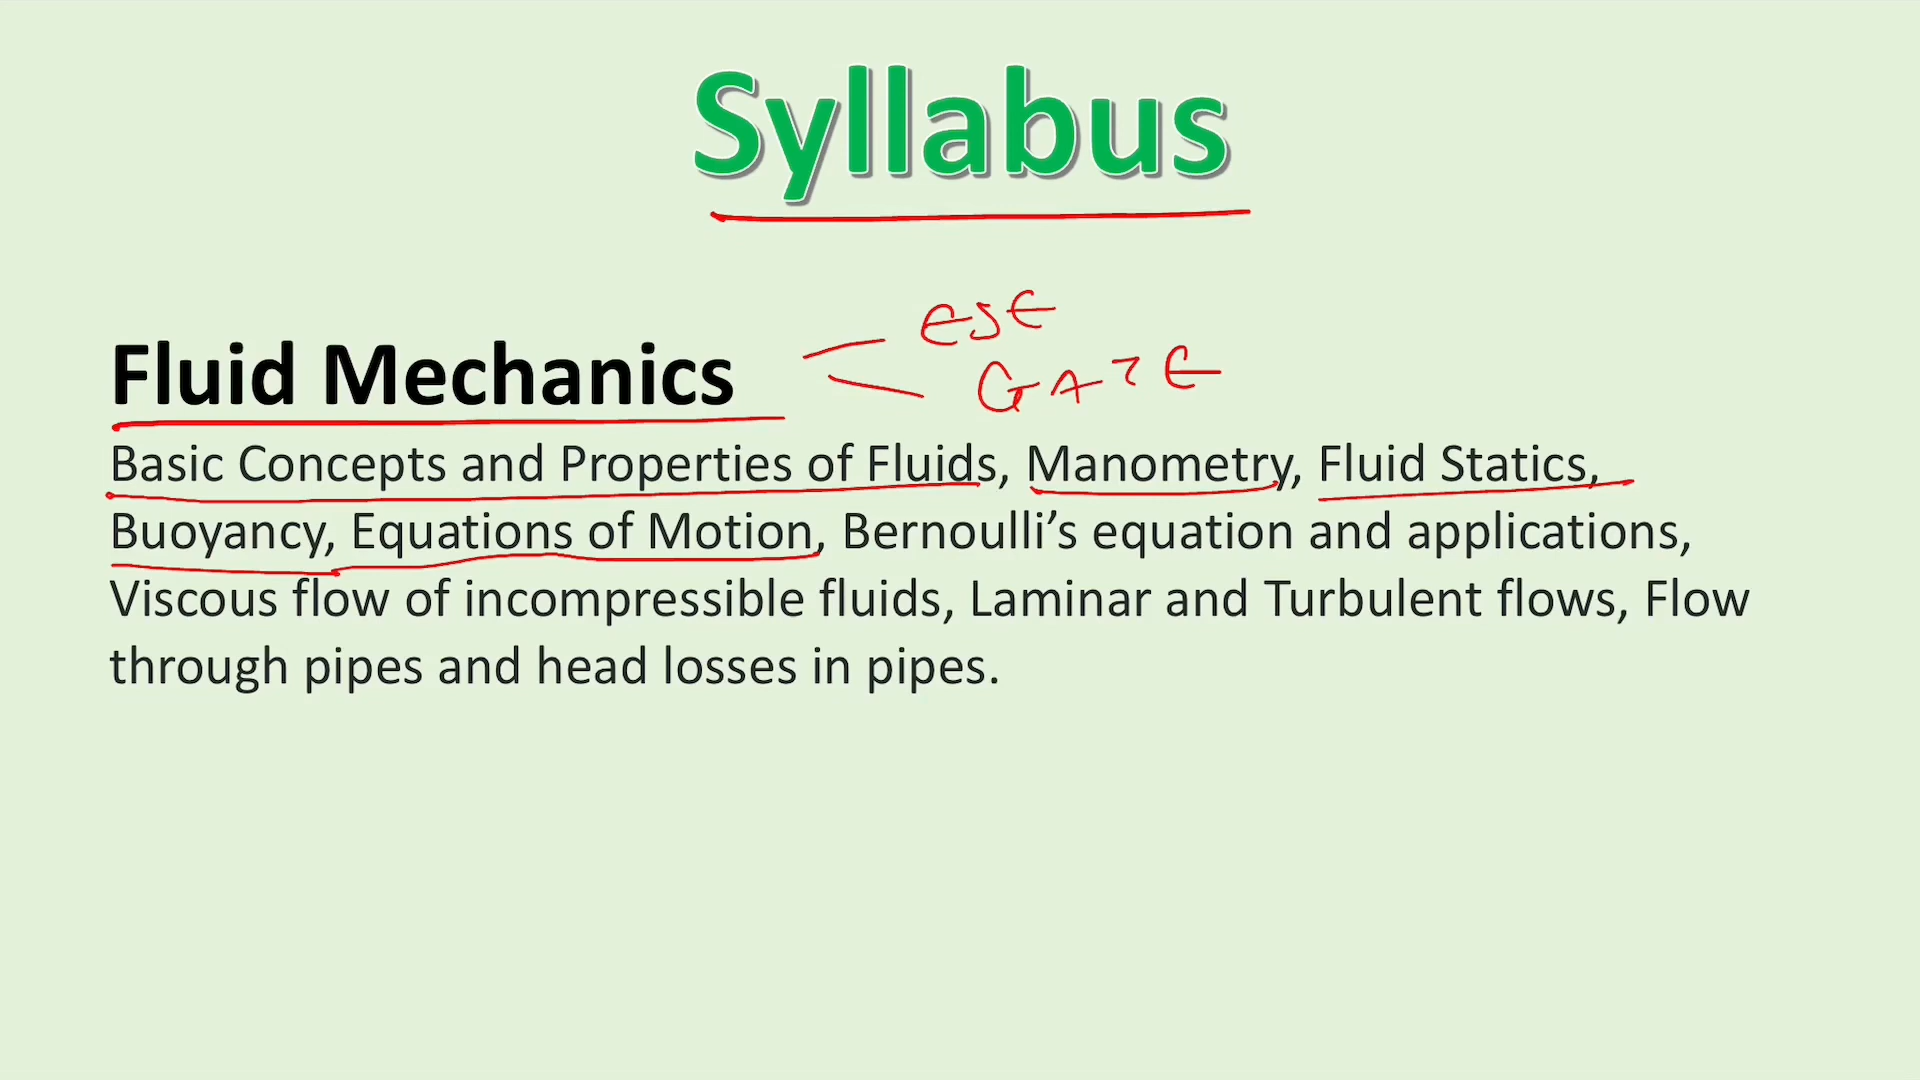 Syllabus
ESE
Fluid Mechanics
GATE
Basic Concepts and Properties of Fluids, Manometry, Fluid Statics,
Buoyancy, Equations of Motion, Bernoulli’s equation and applications,
Viscous flow of incompressible fluids, Laminar and Turbulent flows, Flow
through pipes and head losses in pipes.